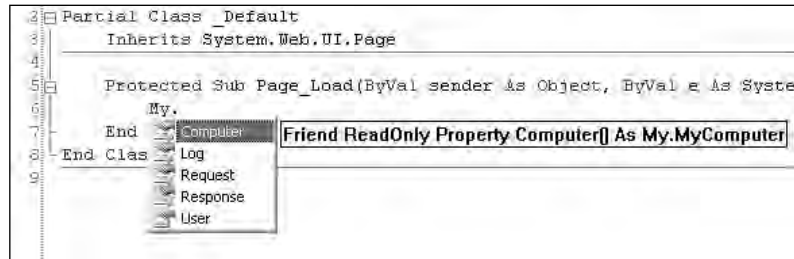 2 Partial Class _Default
3 Inherits System.Web.UI.Page
4
5 Protected Sub Page_Load(ByVal sender As Object, ByVal e As Syste
6 My.
7 End
Computer
Friend ReadOnly Property Computer() As My.MyComputer
8 End Clas
Log
9
Request
Response
User